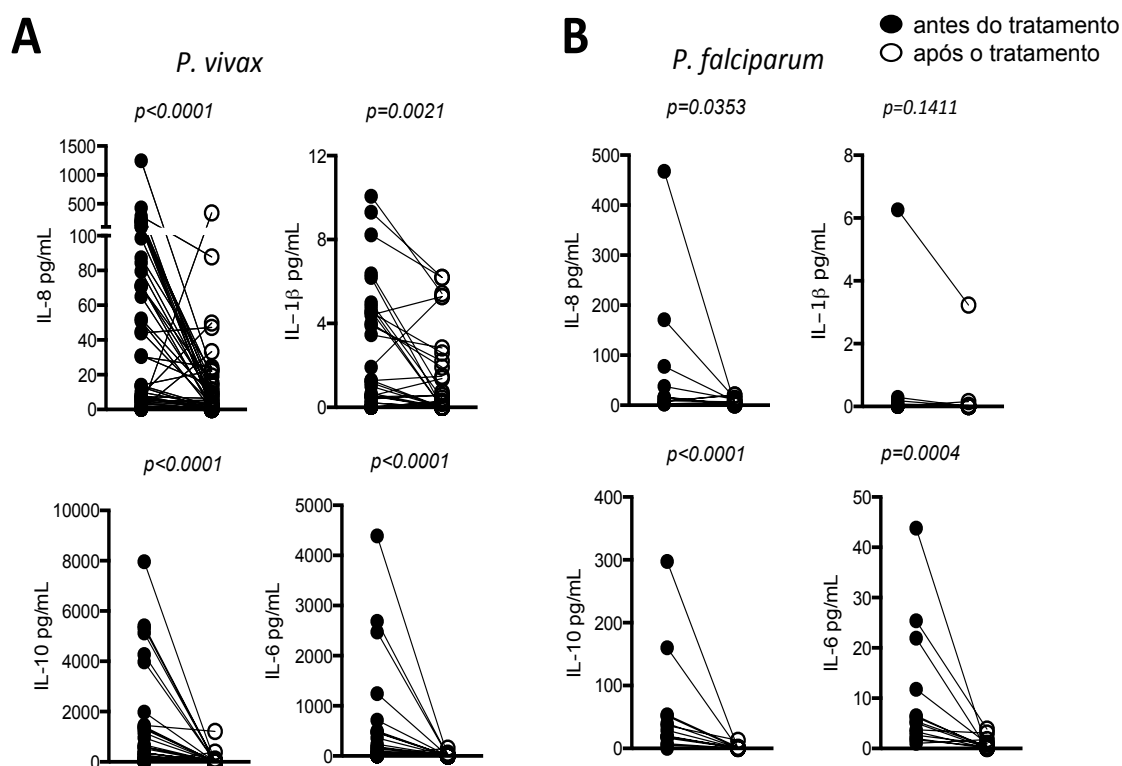 A
B
antes do tratamento
após o tratamento
P. vivax
P. falciparum
p<0.0001
p=0.0021
p=0.0353
p=0.1411
IL-8 pg/mL
1500
1000
500
100
80
60
40
20
0
IL-1β pg/mL
12
8
4
0
IL-8 pg/mL
500
400
300
200
100
0
IL-1β pg/mL
8
6
4
2
0
p<0.0001
p<0.0001
p<0.0001
p=0.0004
IL-10 pg/mL
10000
8000
6000
4000
2000
0
IL-6 pg/mL
5000
4000
3000
2000
1000
0
IL-10 pg/mL
400
300
200
100
0
IL-6 pg/mL
50
40
30
20
10
0